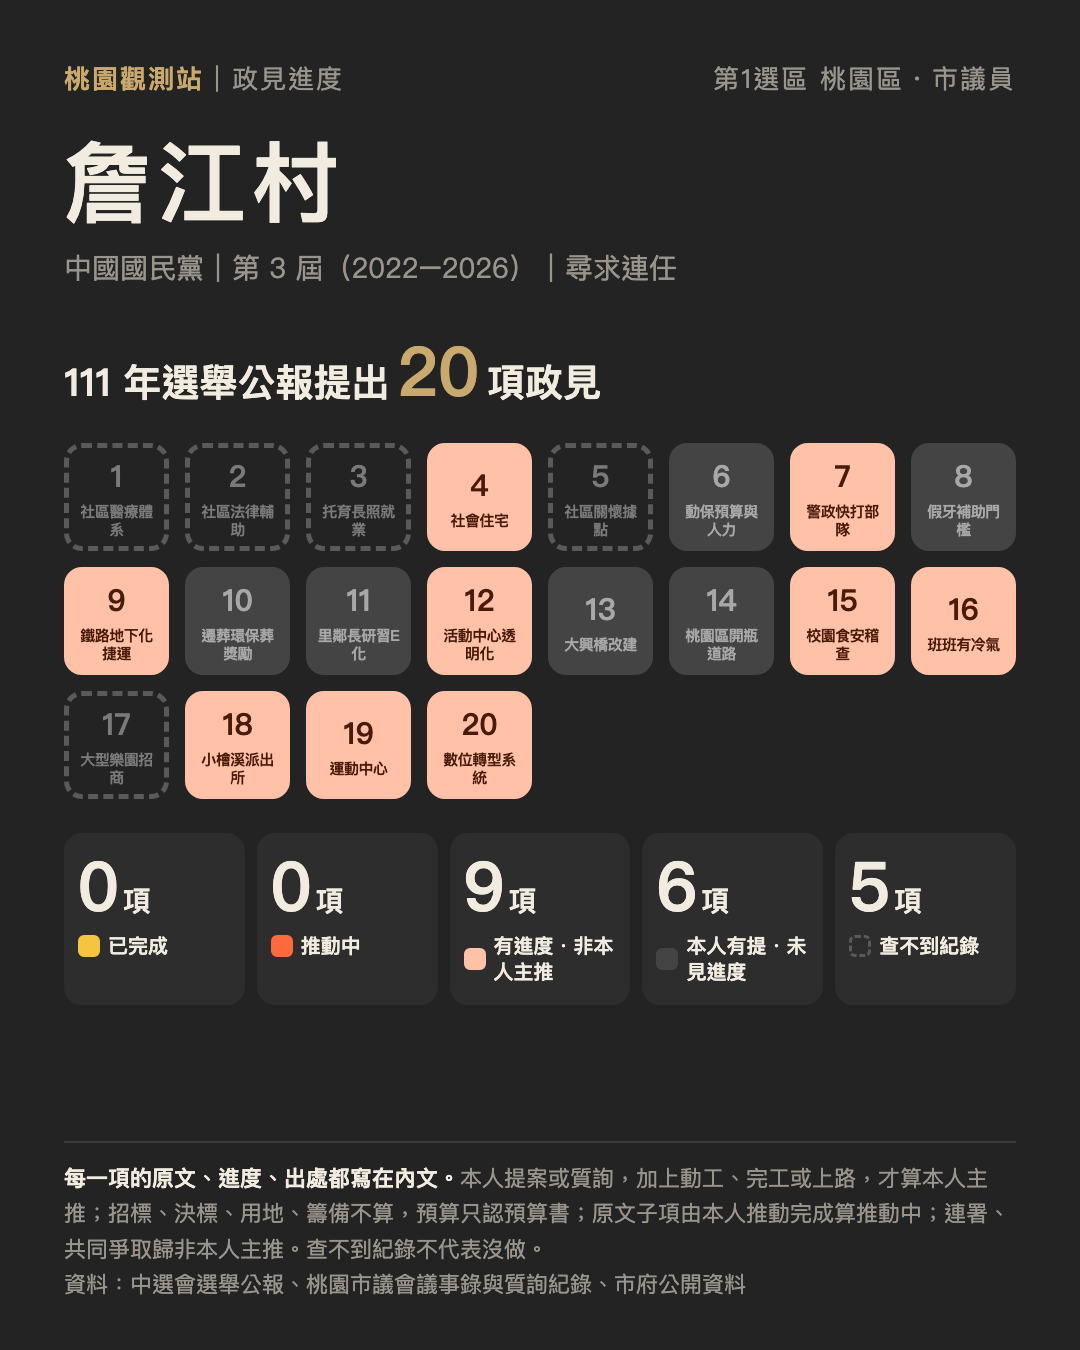 桃園觀測站｜政見進度
第1選區 桃園區・市議員
詹江村
中國國民黨｜第 3 屆（2022–2026）｜尋求連任
111 年選舉公報提出 20 項政見
1
社區醫療體
系
2
社區法律輔
助
3
托育長照就
業
4
社會住宅
5
社區關懷據
點
6
動保預算與
人力
7
警政快打部
隊
8
假牙補助門
檻
9
鐵路地下化
捷運
10
遷葬環保葬
獎勵
11
里鄰長研習E
化
12
活動中心透
明化
13
大興橋改建
14
桃園區開瓶
道路
15
校園食安稽
查
16
班班有冷氣
17
大型樂園招
商
18
小檜溪派出
所
19
運動中心
20
數位轉型系
統
0項
已完成
0項
推動中
9項
有進度・非本
人主推
6項
本人有提・未
見進度
5項
查不到紀錄
每一項的原文、進度、出處都寫在內文。本人提案或質詢，加上動工、完工或上路，才算本人主
推；招標、決標、用地、籌備不算，預算只認預算書；原文子項由本人推動完成算推動中；連署、
共同爭取歸非本人主推。查不到紀錄不代表沒做。
資料：中選會選舉公報、桃園市議會議事錄與質詢紀錄、市府公開資料